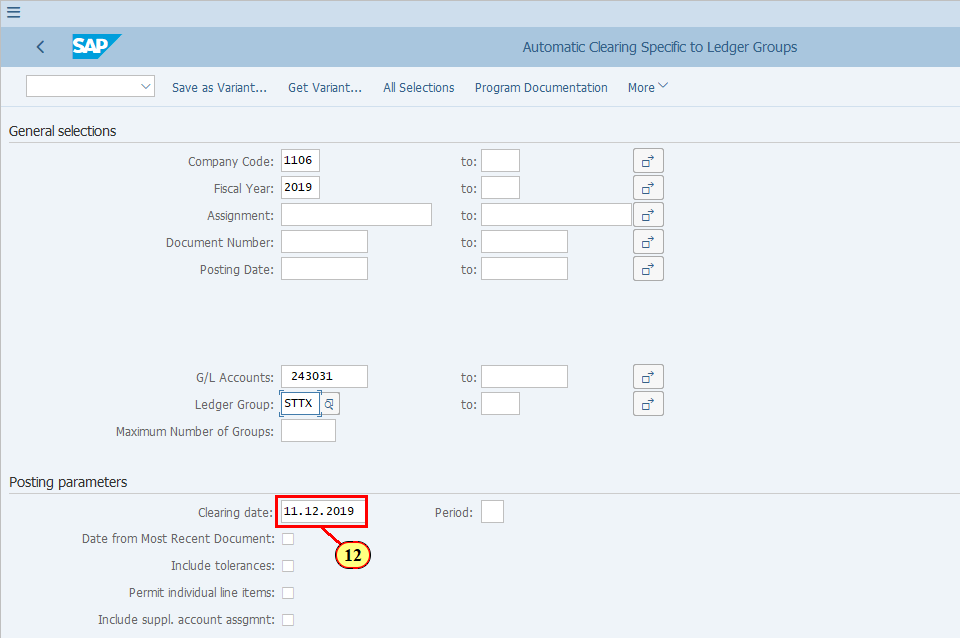 SAP Automatic Clearing Specific to Ledger Groups
Save as Variant... Get Variant... All Selections Program Documentation More
General selections
Company Code: 1106 to:
Fiscal Year: 2019 to:
Assignment: to:
Document Number: to:
Posting Date: to:
G/L Accounts: 243031 to:
Ledger Group: STTX to:
Maximum Number of Groups:
Posting parameters
Clearing date: 11.12.2019 Period:
Date from Most Recent Document:
12
Include tolerances:
Permit individual line items:
Include suppl. account assgmnt: